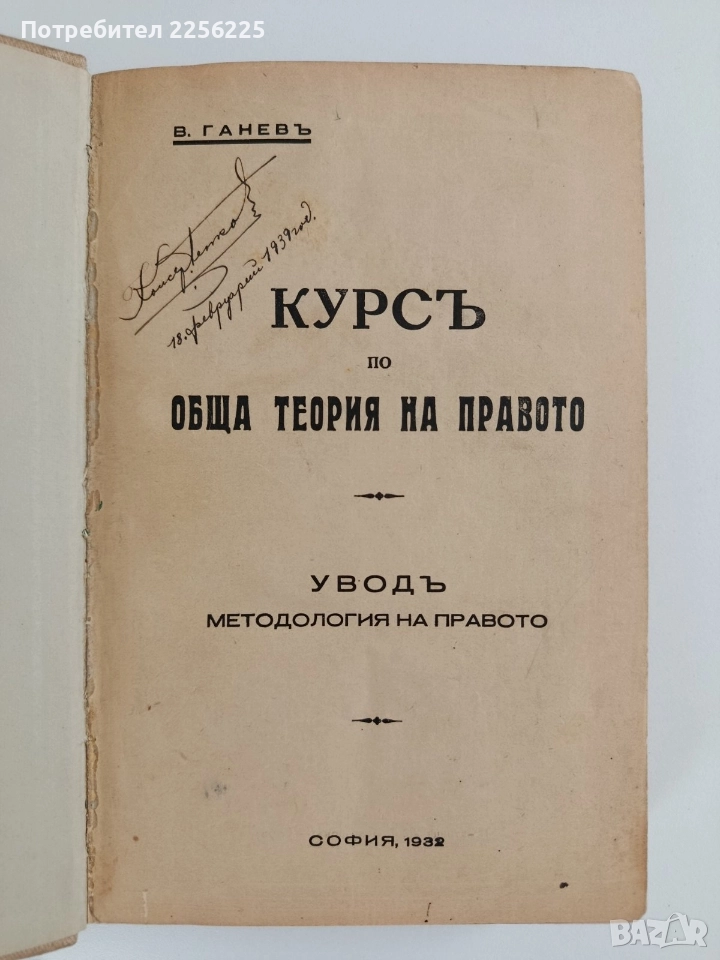 Потребител 2256225
В. ГАНЕВЪ
18. февруарий 1939 год.
КУРСЪ
ПО
ОБЩА ТЕОРИЯ НА ПРАВОТО
УВОДЪ
МЕТОДОЛОГИЯ НА ПРАВОТО
СОФИЯ, 1932
BAZAR